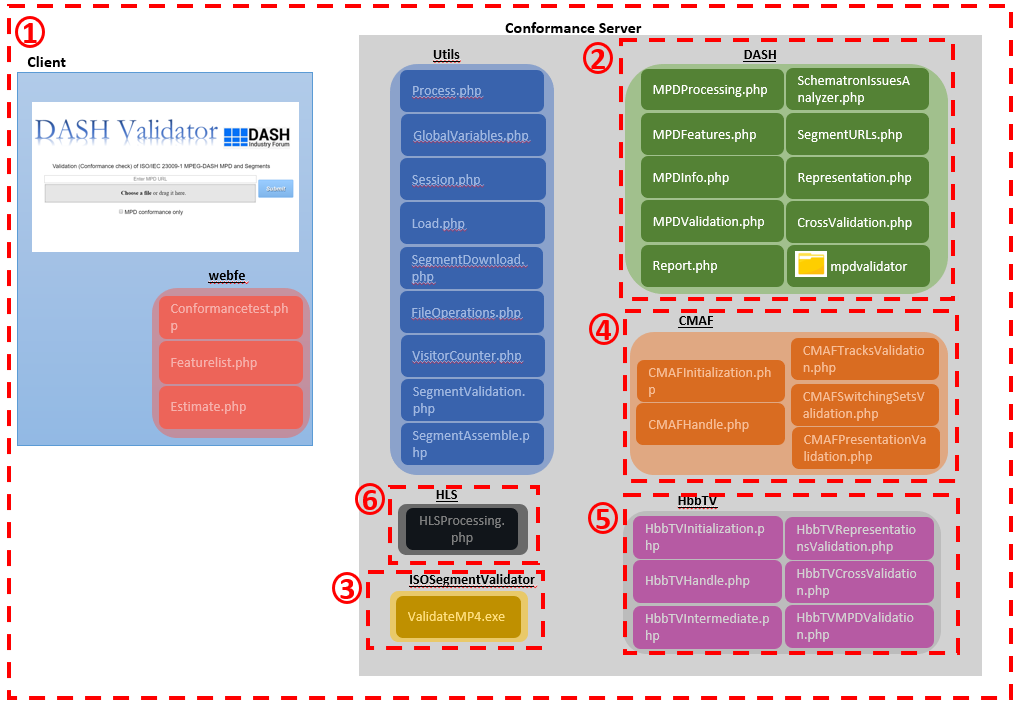 ①
Client
DASH Validator
DASH
Industry Forum
Validation (Conformance check) of ISO/IEC 23009-1 MPEG-DASH MPD and Segments
Enter MPD URL
Choose a file or drag it here.
Submit
MPD conformance only
webfe
Conformancetest.ph
p
Featurelist.php
Estimate.php
Conformance Server
Utils
Process.php
GlobalVariables.php
Session.php
Load.php
SegmentDownload.
php
FileOperations.php
VisitorCounter.php
SegmentValidation.
php
SegmentAssemble.p
hp
⑥
HLS
HLSProcessing.
php
③
ISOSegmentValidator
ValidateMP4.exe
②
DASH
MPDProcessing.php
MPDFeatures.php
MPDInfo.php
MPDValidation.php
Report.php
SchematronIssuesA
nalyzer.php
SegmentURLs.php
Representation.php
CrossValidation.php
mpdvalidator
④
CMAF
CMAFInitialization.ph
p
CMAFHandle.php
CMAFTracksValidatio
n.php
CMAFSwitchingSetsV
alidation.php
CMAFPresentationVa
lidation.php
⑤
HbbTV
HbbTVInitialization.p
hp
HbbTVHandle.php
HbbTVIntermediate.p
hp
HbbTVRepresentatio
nsValidation.php
HbbTVCrossValidatio
n.php
HbbTVMPDValidatio
n.php